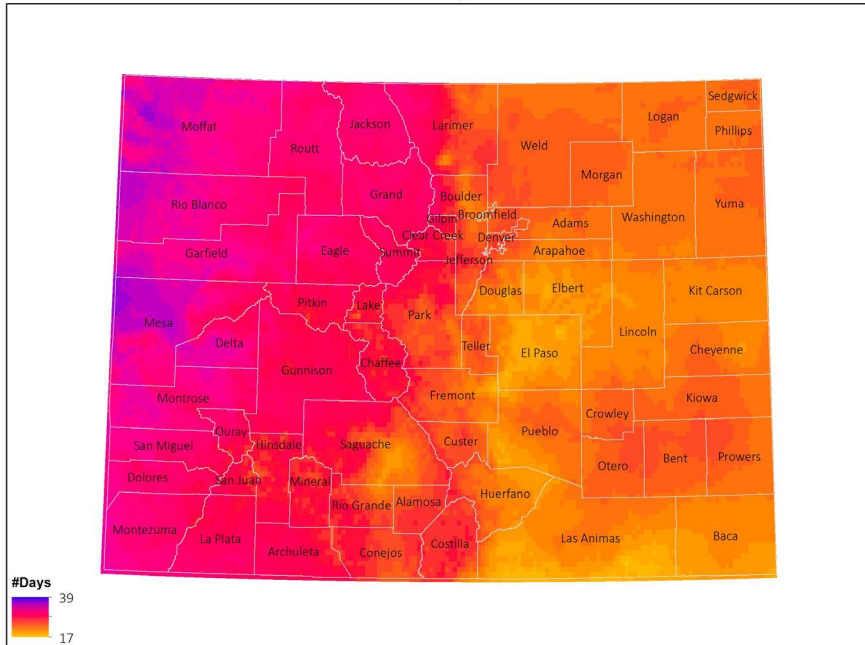 Sedgwick
Logan
Moffat
Jackson
Larimer
Phillips
Routt
Weld
Morgan
Rio Blanco
Grand
Boulder
Yuma
Gilpin
Broomfield
Washington
Adams
Clear Creek
Denver
Garfield
Eagle
Summit
Arapahoe
Jefferson
Douglas
Elbert
Kit Carson
Pitkin
Lake
Mesa
Park
Lincoln
Delta
Teller
El Paso
Cheyenne
Gunnison
Chaffee
Montrose
Fremont
Kiowa
Crowley
Ouray
Pueblo
San Miguel
Hinsdale
Saguache
Custer
Otero
Bent
Prowers
Dolores
San Juan
Mineral
Huerfano
Rio Grande
Alamosa
Montezuma
La Plata
Costilla
Las Animas
Baca
Archuleta
Conejos
#Days
39
17